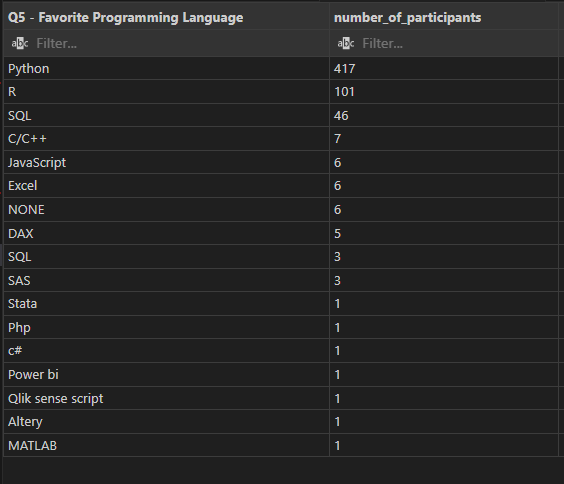 Q5 - Favorite Programming Language number_of_participants
abc Filter... abc Filter...
Python 417
R 101
SQL 46
C/C++ 7
JavaScript 6
Excel 6
NONE 6
DAX 5
SQL 3
SAS 3
Stata 1
Php 1
c# 1
Power bi 1
Qlik sense script 1
Altery 1
MATLAB 1